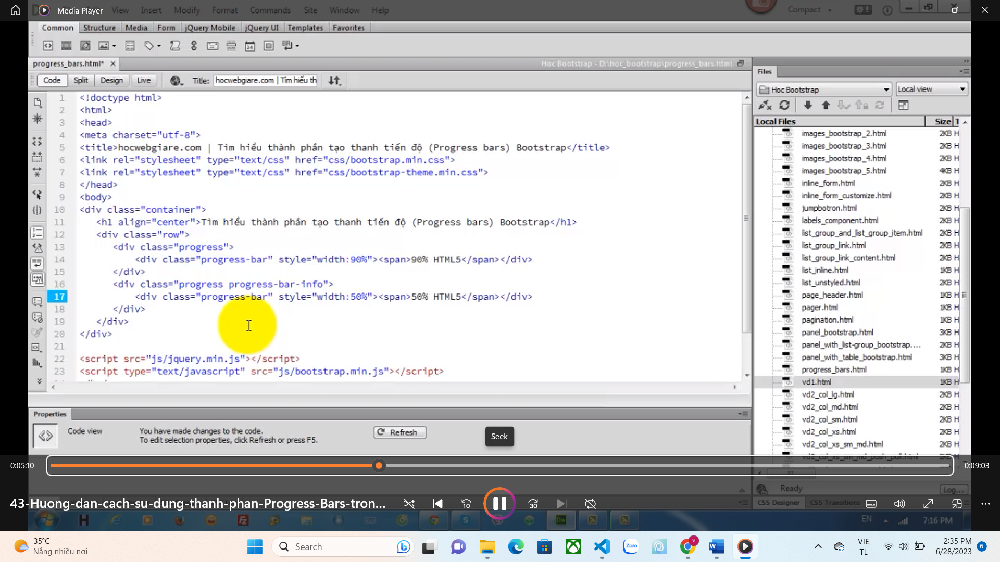 Media Player
View Insert Modify Format Commands Site Window Help
Compact
Common Structure Media Form jQuery Mobile jQuery UI Templates Favorites
progress_bars.html*
Hoc Bootstrap - D:\hoc_bootstrap\progress_bars.html
Code Split Design Live Title: hocwebgiare.com | Tìm hiểu th
1 <!doctype html>
2 <html>
3 <head>
4 <meta charset="utf-8">
5 <title>hocwebgiare.com | Tìm hiểu thành phần tạo thanh tiến độ (Progress bars) Bootstrap</title>
6 <link rel="stylesheet" type="text/css" href="css/bootstrap.min.css">
7 <link rel="stylesheet" type="text/css" href="css/bootstrap-theme.min.css">
8 </head>
9 <body>
10 <div class="container">
11 <h1 align="center">Tìm hiểu thành phần tạo thanh tiến độ (Progress bars) Bootstrap</h1>
12 <div class="row">
13 <div class="progress">
14 <div class="progress-bar" style="width:90%"><span>90% HTML5</span></div>
15 </div>
16 <div class="progress progress-bar-info">
17 <div class="progress-bar" style="width:50%"><span>50% HTML5</span></div>
18 </div>
19 </div>
20 </div>
21
22 <script src="js/jquery.min.js"></script>
23 <script type="text/javascript" src="js/bootstrap.min.js"></script>
Files
Hoc Bootstrap Local view
Local Files Size T
images_bootstrap_2.html 2KB H
images_bootstrap_3.html 2KB H
images_bootstrap_4.html 2KB H
images_bootstrap_5.html 4KB H
inline_form.html 2KB H
inline_form_customize.html 2KB H
jumpbotron.html 2KB H
labels_component.html 2KB H
list_group_and_list_group_item.html 2KB H
list_group_link.html 2KB H
list_group_link_content.html 2KB H
list_inline.html 1KB H
list_unstyled.html 2KB H
page_header.html 1KB H
pager.html 1KB H
pagination.html 1KB H
panel_bootstrap.html 3KB H
panel_with_list-group_bootstrap.... 2KB H
panel_with_table_bootstrap.html 3KB H
progress_bars.html 1KB H
vd1.html 1KB H
vd2_col_lg.html 2KB H
vd2_col_md.html 2KB H
vd2_col_sm.html 2KB H
vd2_col_xs.html 2KB H
vd2_col_xs_sm_md.html 2KB H
vd2_col_xs_sm_md_push_pull.html
Properties
Code view
You have made changes to the code.
To edit selection properties, click Refresh or press F5.
Refresh
Seek
0:05:10
0:09:03
Ready Log...
43-Huong-dan-cach-su-dung-thanh-phan-Progress-Bars-tron...
10
30
CSS Designer CSS Transitions
EN 7:16 PM
35°C
Nắng nhiều nơi
Search
Zalo
VIE
TL
2:35 PM
6/28/2023
6